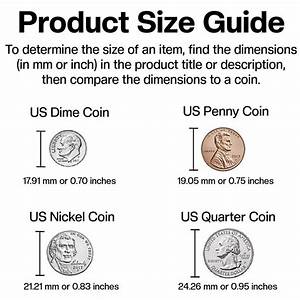 Product Size Guide
To determine the size of an item, find the dimensions
(in mm or inch) in the product title or description,
then compare the dimensions to a coin.
US Dime Coin
US Penny Coin
17.91 mm or 0.70 inches
19.05 mm or 0.75 inches
US Nickel Coin
US Quarter Coin
21.21 mm or 0.83 inches
24.26 mm or 0.95 inches